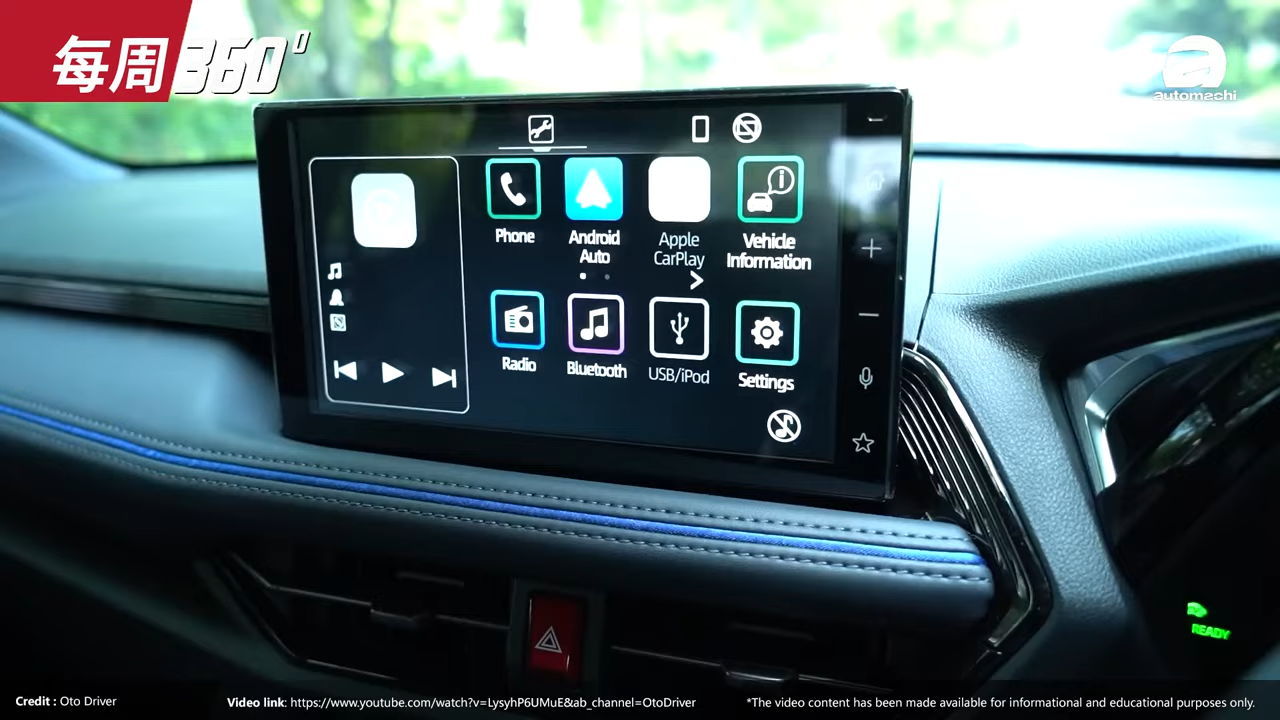 每周360°
automachi
Phone
Android
Auto
Apple
CarPlay
Vehicle
Information
Radio
Bluetooth
USB/iPod
Settings
READY
Credit : Oto Driver
Video link: https://www.youtube.com/watch?v=LysyhP6UMuE&ab_channel=OtoDriver
*The video content has been made available for informational and educational purposes only.